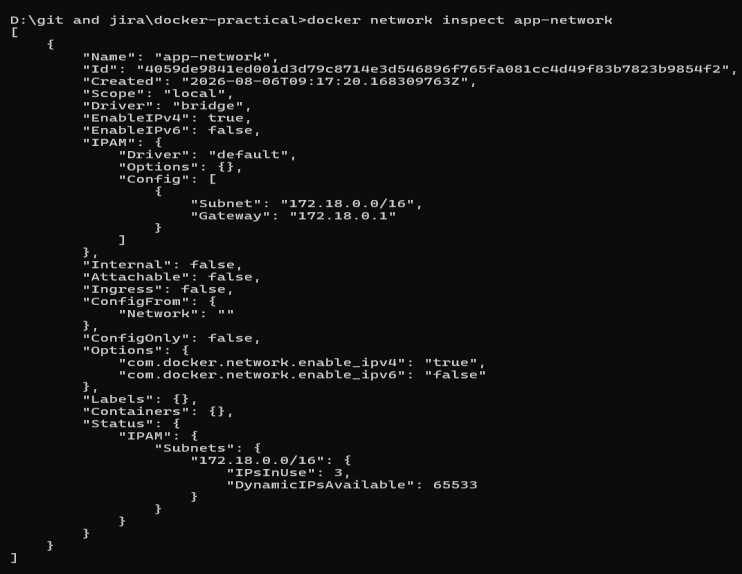 D:\git and jira\docker-practical>docker network inspect app-network
[
    {
        "Name": "app-network",
        "Id": "4059de9841ed001d3d79c8714e3d546896f765fa081cc4d49f83b7823b9854f2",
        "Created": "2026-08-06T09:17:20.168309763Z",
        "Scope": "local",
        "Driver": "bridge",
        "EnableIPv4": true,
        "EnableIPv6": false,
        "IPAM": {
            "Driver": "default",
            "Options": {},
            "Config": [
                {
                    "Subnet": "172.18.0.0/16",
                    "Gateway": "172.18.0.1"
                }
            ]
        },
        "Internal": false,
        "Attachable": false,
        "Ingress": false,
        "ConfigFrom": {
            "Network": ""
        },
        "ConfigOnly": false,
        "Options": {
            "com.docker.network.enable_ipv4": "true",
            "com.docker.network.enable_ipv6": "false"
        },
        "Labels": {},
        "Containers": {},
        "Status": {
            "IPAM": {
                "Subnets": {
                    "172.18.0.0/16": {
                        "IPsInUse": 3,
                        "DynamicIPsAvailable": 65533
                    }
                }
            }
        }
    }
]